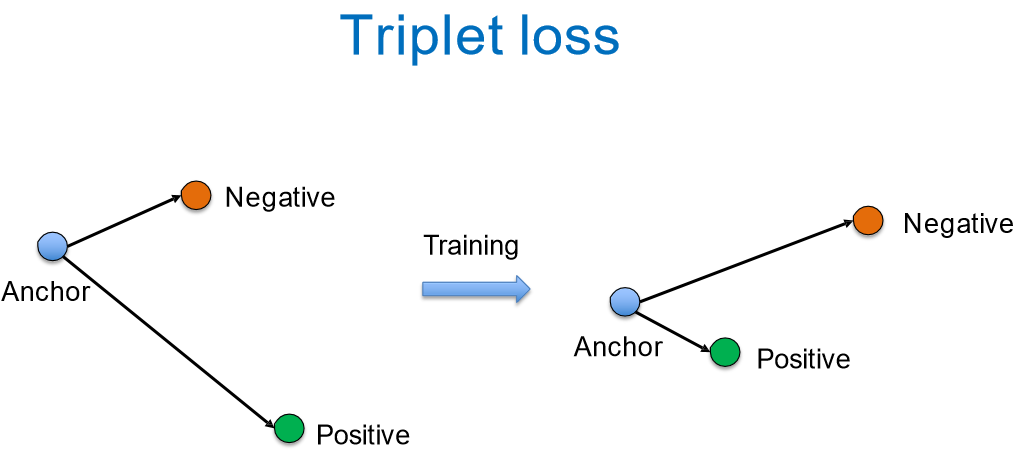 Triplet loss
Negative
Anchor
Positive
Training
Negative
Anchor
Positive